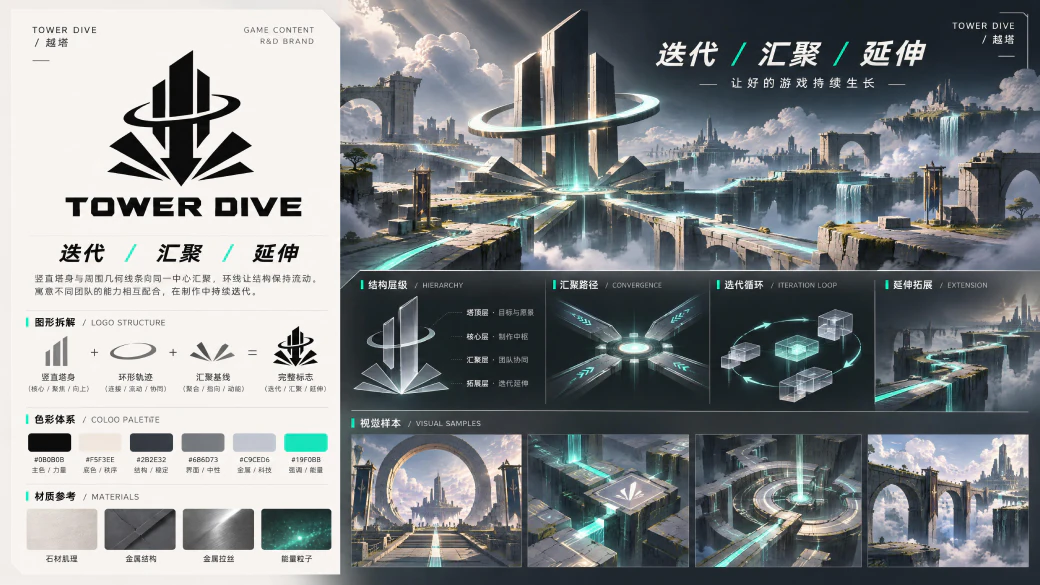 TOWER DIVE
/ 越塔
GAME CONTENT
R&D BRAND
TOWER DIVE
迭代 / 汇聚 / 延伸
竖直塔身与周围几何线条向同一中心汇聚，环线让结构保持流动。
寓意不同团队的能力相互配合，在制作中持续迭代。
图形拆解 / LOGO STRUCTURE
+ + =
竖直塔身 环形轨迹 汇聚基线 完整标志
(核心 / 聚焦 / 向上) (连接 / 流动 / 协同) (聚合 / 指向 / 动能) (迭代 / 汇聚 / 延伸)
色彩体系 / COLOO PALETTE
#0B0B0B #F5F3EE #2B2E32 #6B6D73 #C9CED6 #19F0BB
主色 / 力量 底色 / 秩序 结构 / 稳定 界面 / 中性 金属 / 科技 强调 / 能量
材质参考 / MATERIALS
石材肌理 金属结构 金属拉丝 能量粒子
迭代 / 汇聚 / 延伸
让好的游戏持续生长
TOWER DIVE
/ 越塔
结构层级 / HIERARCHY
塔顶层 · 目标与愿景
核心层 · 制作中枢
汇聚层 · 团队协同
拓展层 · 迭代延伸
汇聚路径 / CONVERGENCE
迭代循环 / ITERATION LOOP
延伸拓展 / EXTENSION
视觉样本 / VISUAL SAMPLES